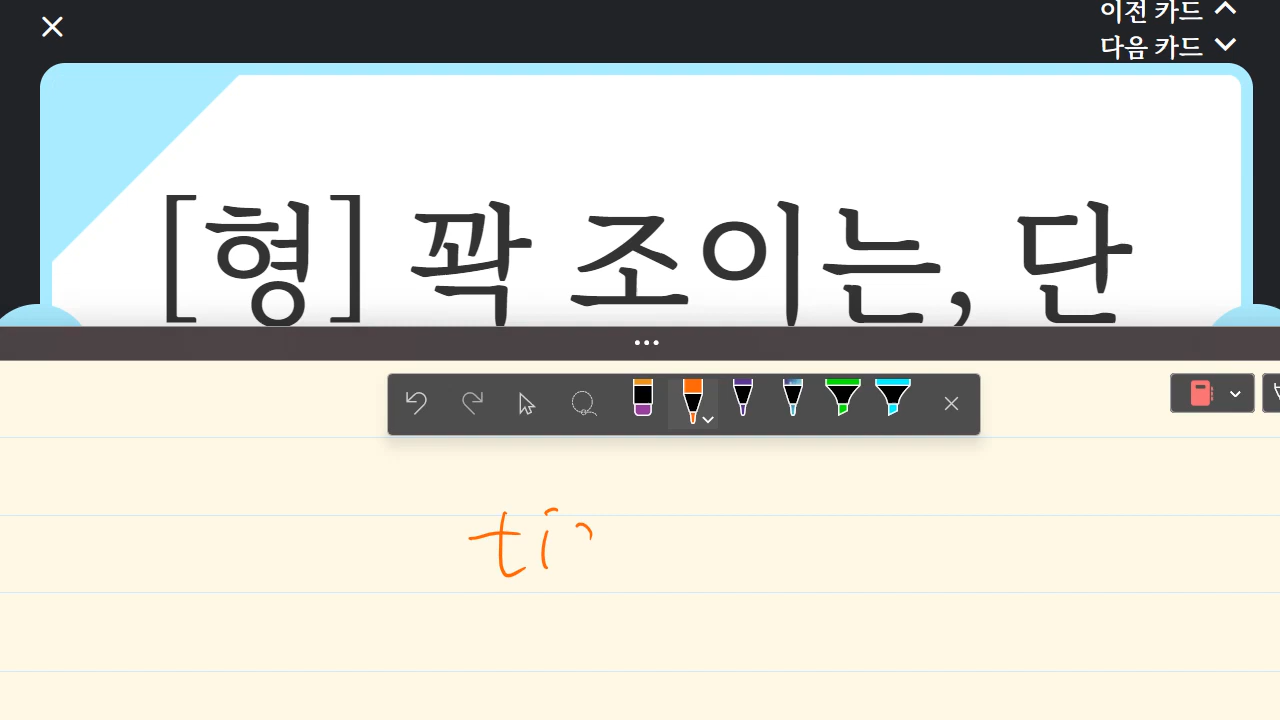 이전 카드
다음 카드
[형] 꽉 조이는, 단
ti